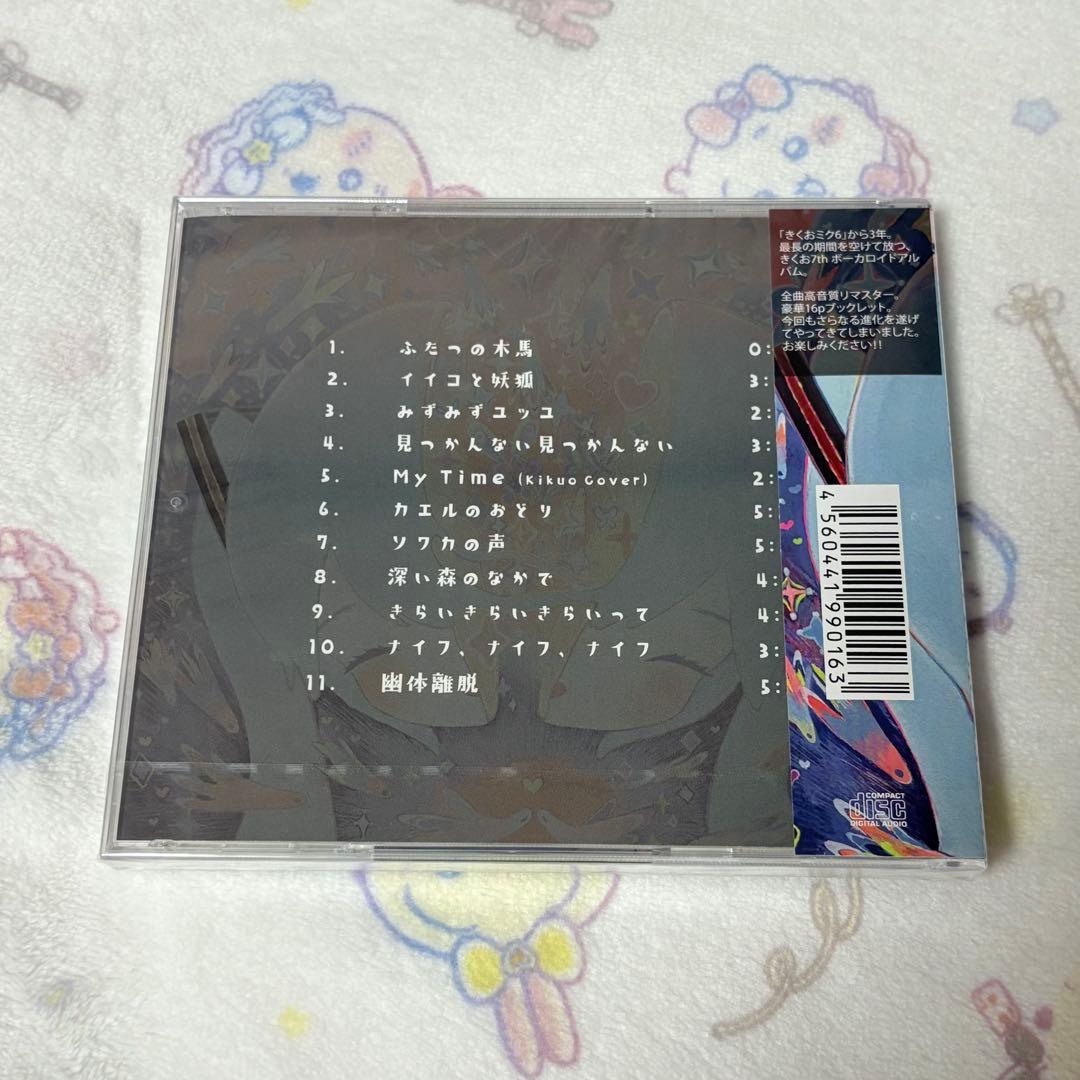 「きくおミク6」から3年。
最長の期間を空けて放つ、
きくお7th ボーカロイドアル
バム。
全曲高音質リマスター。
豪華16pブックレット。
今回もさらなる進化を遂げ
てやってきてしまいました。
お楽しみください!!
1. ふたつの木馬 0:
2. イイコと妖狐 3:
3. みずみずユッユ 2:
4. 見つかんない見つかんない 3:
5. My Time (Kikuo Cover) 2:
6. カエルのおどり 5:
7. ソワカの声 5:
8. 深い森のなかで 4:
9. きらいきらいきらいって 4:
10. ナイフ、ナイフ、ナイフ 3:
11. 幽体離脱 5:
4560441990163
COMPACT
disc
DIGITAL AUDIO